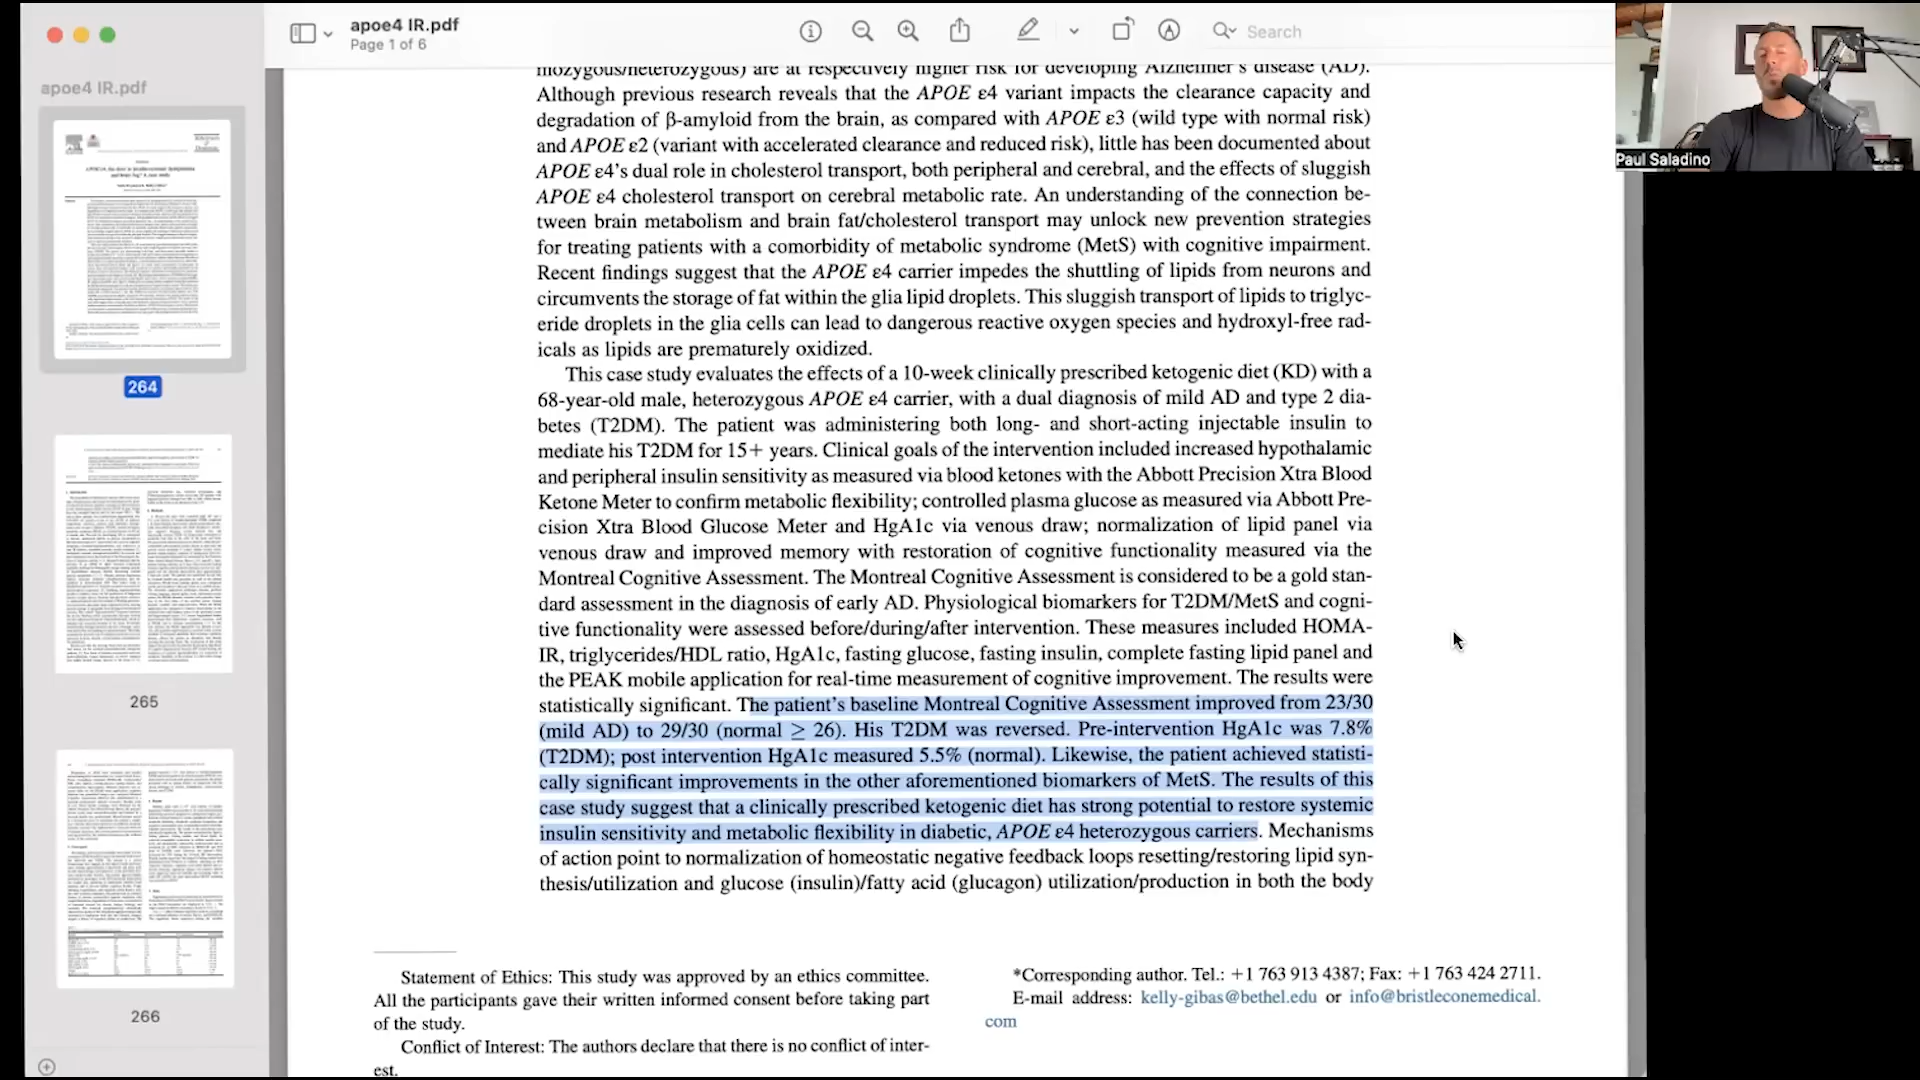 apoe4 IR.pdf
Page 1 of 6
Search
apoe4 IR.pdf
264
265
266
Paul Saladino
mozygous/heterozygous) are at respectively higher risk for developing Alzheimer's disease (AD).
Although previous research reveals that the APOE ε4 variant impacts the clearance capacity and
degradation of β-amyloid from the brain, as compared with APOE ε3 (wild type with normal risk)
and APOE ε2 (variant with accelerated clearance and reduced risk), little has been documented about
APOE ε4's dual role in cholesterol transport, both peripheral and cerebral, and the effects of sluggish
APOE ε4 cholesterol transport on cerebral metabolic rate. An understanding of the connection be-
tween brain metabolism and brain fat/cholesterol transport may unlock new prevention strategies
for treating patients with a comorbidity of metabolic syndrome (MetS) with cognitive impairment.
Recent findings suggest that the APOE ε4 carrier impedes the shuttling of lipids from neurons and
circumvents the storage of fat within the glia lipid droplets. This sluggish transport of lipids to triglyc-
eride droplets in the glia cells can lead to dangerous reactive oxygen species and hydroxyl-free rad-
icals as lipids are prematurely oxidized.
This case study evaluates the effects of a 10-week clinically prescribed ketogenic diet (KD) with a
68-year-old male, heterozygous APOE ε4 carrier, with a dual diagnosis of mild AD and type 2 dia-
betes (T2DM). The patient was administering both long- and short-acting injectable insulin to
mediate his T2DM for 15+ years. Clinical goals of the intervention included increased hypothalamic
and peripheral insulin sensitivity as measured via blood ketones with the Abbott Precision Xtra Blood
Ketone Meter to confirm metabolic flexibility; controlled plasma glucose as measured via Abbott Pre-
cision Xtra Blood Glucose Meter and HgA1c via venous draw; normalization of lipid panel via
venous draw and improved memory with restoration of cognitive functionality measured via the
Montreal Cognitive Assessment. The Montreal Cognitive Assessment is considered to be a gold stan-
dard assessment in the diagnosis of early AD. Physiological biomarkers for T2DM/MetS and cogni-
tive functionality were assessed before/during/after intervention. These measures included HOMA-
IR, triglycerides/HDL ratio, HgA1c, fasting glucose, fasting insulin, complete fasting lipid panel and
the PEAK mobile application for real-time measurement of cognitive improvement. The results were
statistically significant. The patient's baseline Montreal Cognitive Assessment improved from 23/30
(mild AD) to 29/30 (normal ≥ 26). His T2DM was reversed. Pre-intervention HgA1c was 7.8%
(T2DM); post intervention HgA1c measured 5.5% (normal). Likewise, the patient achieved statisti-
cally significant improvements in the other aforementioned biomarkers of MetS. The results of this
case study suggest that a clinically prescribed ketogenic diet has strong potential to restore systemic
insulin sensitivity and metabolic flexibility in diabetic, APOE ε4 heterozygous carriers. Mechanisms
of action point to normalization of homeostatic negative feedback loops resetting/restoring lipid syn-
thesis/utilization and glucose (insulin)/fatty acid (glucagon) utilization/production in both the body
Statement of Ethics: This study was approved by an ethics committee.
All the participants gave their written informed consent before taking part
of the study.
Conflict of Interest: The authors declare that there is no conflict of inter-
est.
*Corresponding author. Tel.: +1 763 913 4387; Fax: +1 763 424 2711.
E-mail address: kelly-gibas@bethel.edu or info@bristleconemedical.
com